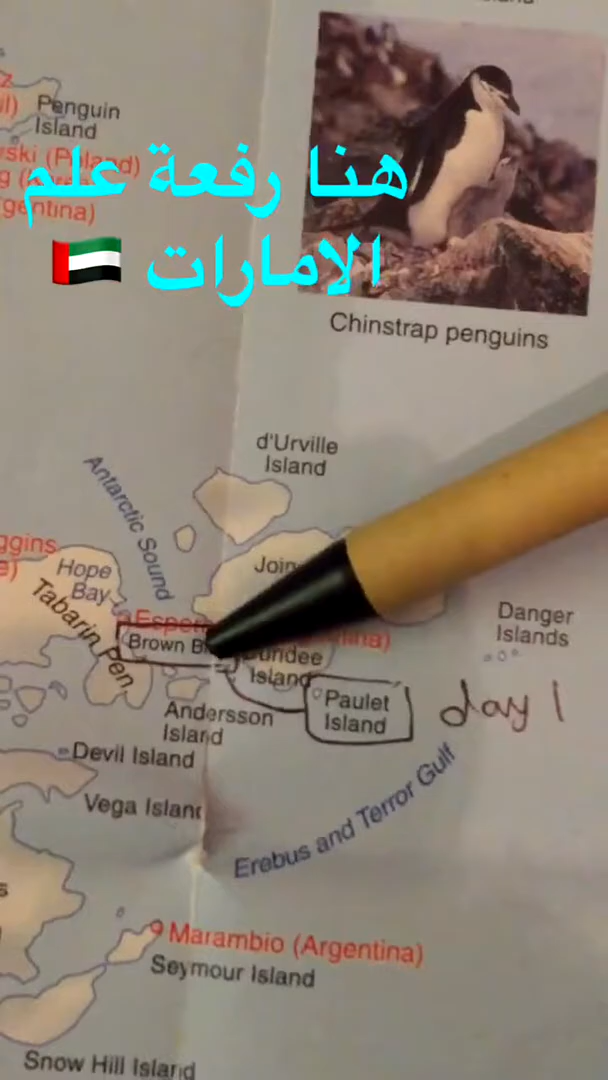 Island
Penguin
Island
(Poland)
هنا رفعة علم
الامارات 🇦🇪
Chinstrap penguins
d'Urville
Island
Antarctic Sound
Hope
Bay
Tabarin Pen.
Brown
Dundee
Island
Danger
Islands
Paulet
Island
day 1
Andersson
Island
Devil Island
Vega Island
Erebus and Terror Gulf
Marambio (Argentina)
Seymour Island
Snow Hill Island